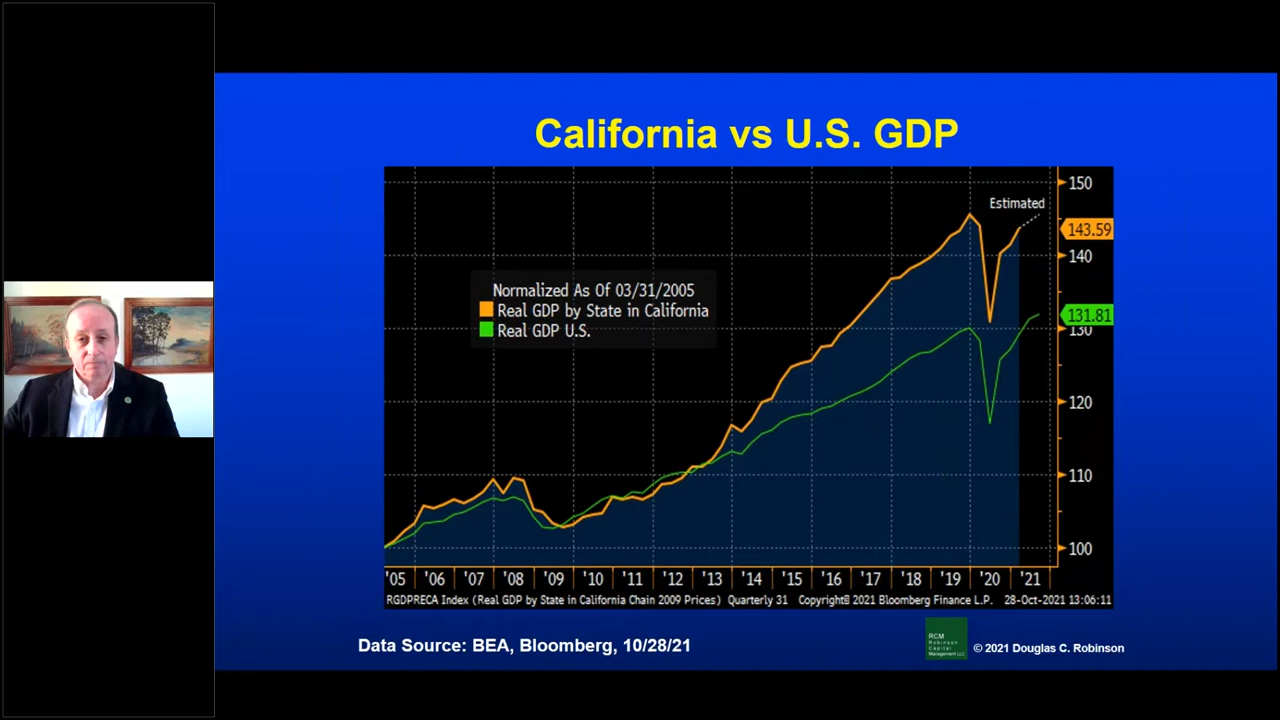 California vs U.S. GDP
150
Estimated
143.59
140
Normalized As Of 03/31/2005
Real GDP by State in California
Real GDP U.S.
131.81
130
120
110
100
'05 '06 '07 '08 '09 '10 '11 '12 '13 '14 '15 '16 '17 '18 '19 '20 '21
RGDPRECA Index (Real GDP by State in California Chain 2009 Prices) Quarterly 31 Copyright© 2021 Bloomberg Finance L.P. 28-Oct-2021 13:06:11
Data Source: BEA, Bloomberg, 10/28/21
RCM
Robinson
Capital
Management LLC
© 2021 Douglas C. Robinson